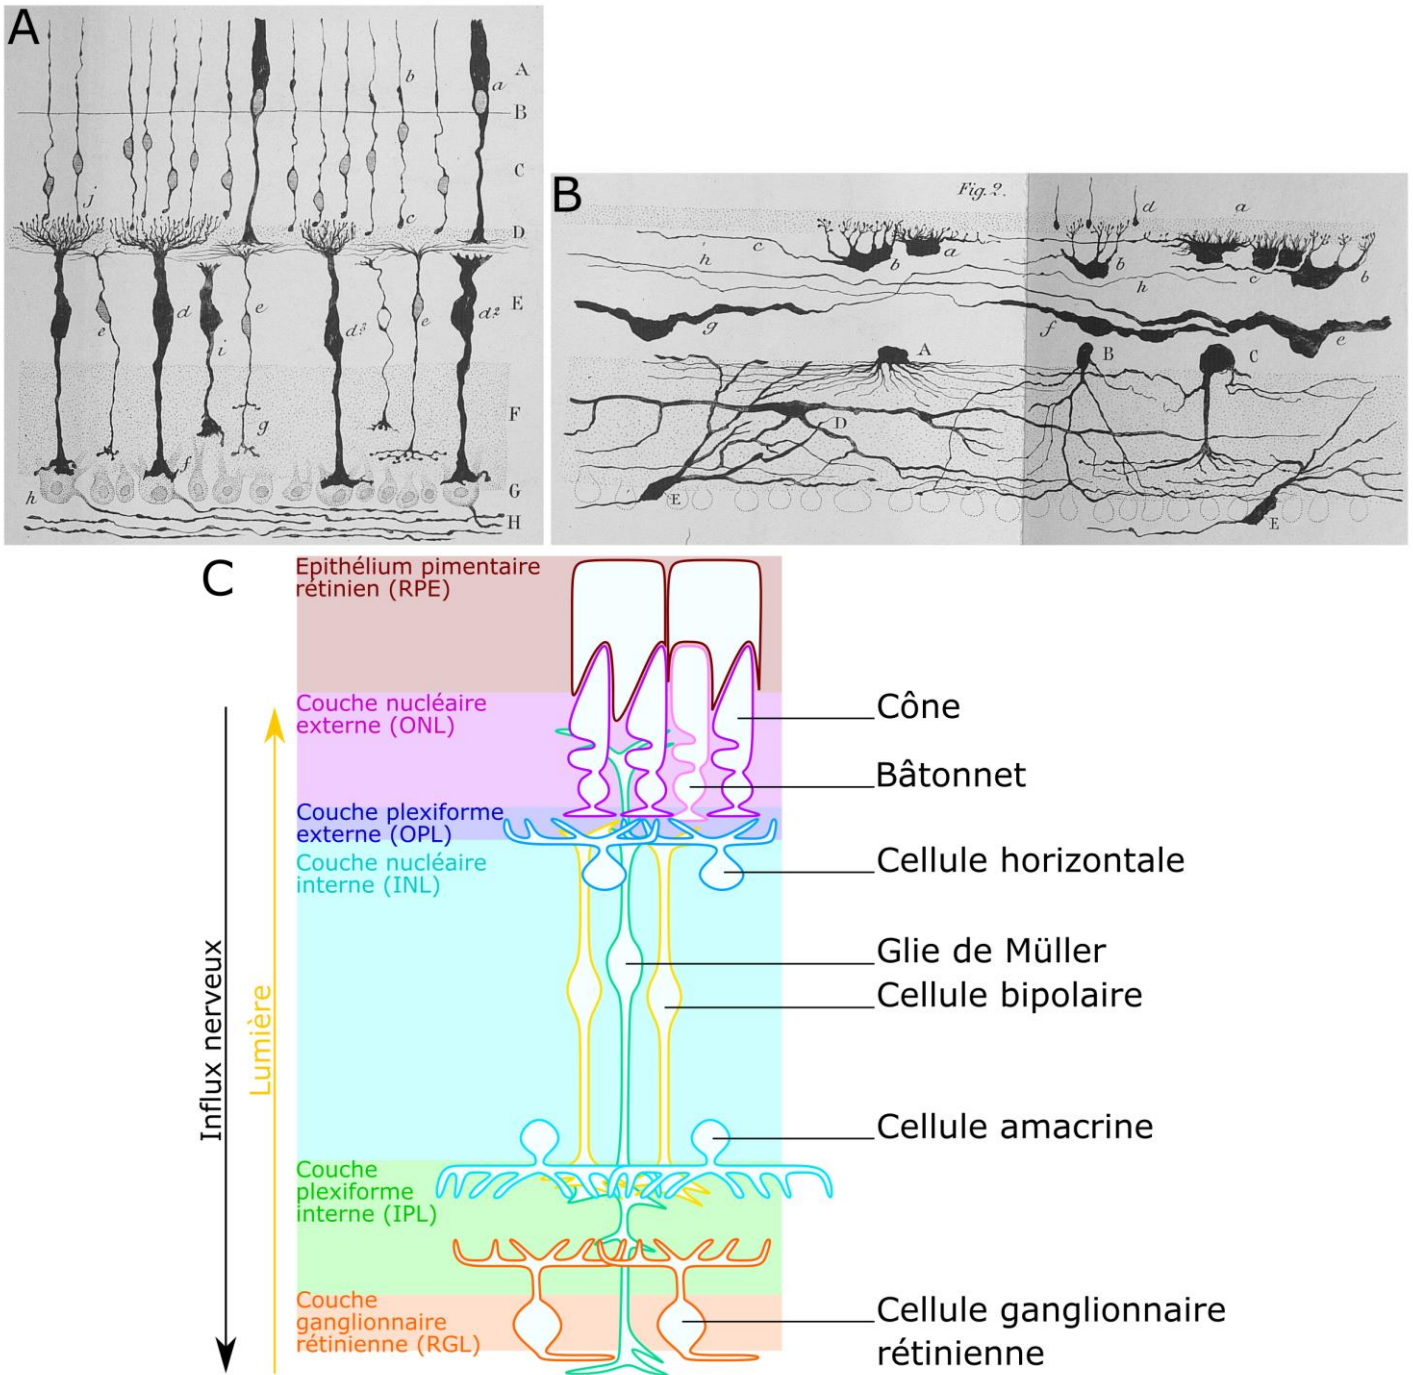 A
A
b
a
B
C
j
c
D
E
d
e
d³
e
d²
e
i
F
g
f
h
G
H
B
Fig. 2.
d
a
c
h
b
a
b
h
c
b
g
f
e
A
B
C
D
E
E
C
Epithélium pimentaire
rétinien (RPE)
Couche nucléaire
externe (ONL)
Couche plexiforme
externe (OPL)
Couche nucléaire
interne (INL)
Couche
plexiforme
interne (IPL)
Couche
ganglionnaire
rétinienne (RGL)
Influx nerveux
Lumière
Cône
Bâtonnet
Cellule horizontale
Glie de Müller
Cellule bipolaire
Cellule amacrine
Cellule ganglionnaire
rétinienne